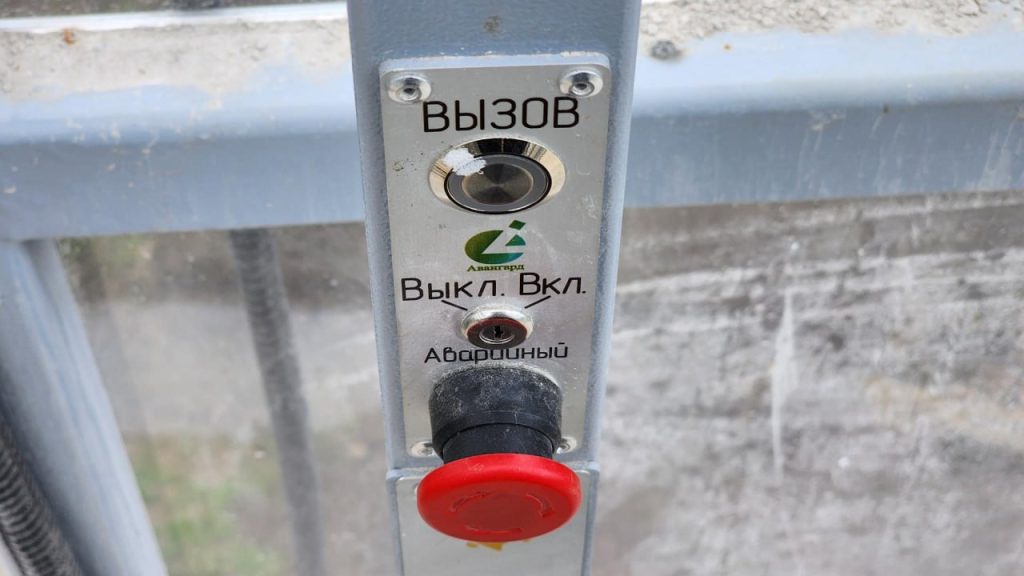 ВЫЗОВ
Авангард
Выкл. Вкл.
Аварийный